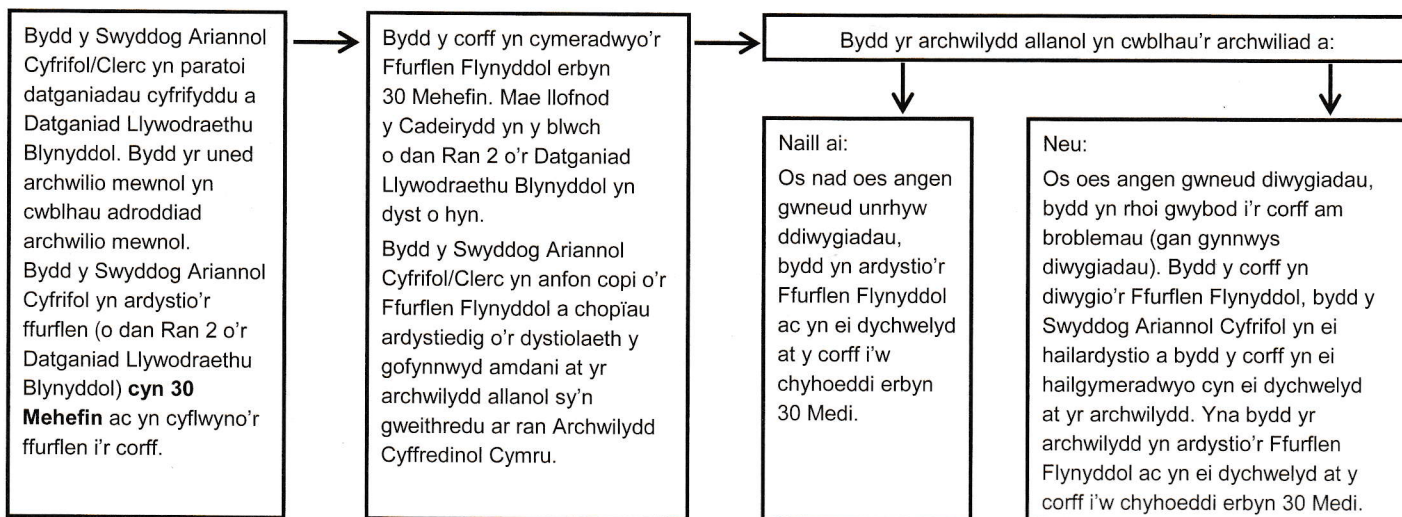 Bydd y Swyddog Ariannol
Cyfrifol/Clerc yn paratoi
datganiadau cyfrifyddu a
Datganiad Llywodraethu
Blynyddol. Bydd yr uned
archwilio mewnol yn
cwblhau adroddiad
archwilio mewnol.
Bydd y Swyddog Ariannol
Cyfrifol yn ardystio'r
ffurflen (o dan Ran 2 o'r
Datganiad Llywodraethu
Blynyddol) cyn 30
Mehefin ac yn cyflwyno'r
ffurflen i'r corff.
Bydd y corff yn cymeradwyo'r
Ffurflen Flynyddol erbyn
30 Mehefin. Mae llofnod
y Cadeirydd yn y blwch
o dan Ran 2 o'r Datganiad
Llywodraethu Blynyddol yn
dyst o hyn.
Bydd y Swyddog Ariannol
Cyfrifol/Clerc yn anfon copi o'r
Ffurflen Flynyddol a chopïau
ardystiedig o'r dystiolaeth y
gofynnwyd amdani at yr
archwilydd allanol sy'n
gweithredu ar ran Archwilydd
Cyffredinol Cymru.
Bydd yr archwilydd allanol yn cwblhau'r archwiliad a:
Naill ai:
Os nad oes angen
gwneud unrhyw
ddiwygiadau,
bydd yn ardystio'r
Ffurflen Flynyddol
ac yn ei dychwelyd
at y corff i'w
chyhoeddi erbyn
30 Medi.
Neu:
Os oes angen gwneud diwygiadau,
bydd yn rhoi gwybod i'r corff am
broblemau (gan gynnwys
diwygiadau). Bydd y corff yn
diwygio'r Ffurflen Flynyddol, bydd y
Swyddog Ariannol Cyfrifol yn ei
hailardystio a bydd y corff yn ei
hailgymeradwyo cyn ei dychwelyd
at yr archwilydd. Yna bydd yr
archwilydd yn ardystio'r Ffurflen
Flynyddol ac yn ei dychwelyd at y
corff i'w chyhoeddi erbyn 30 Medi.